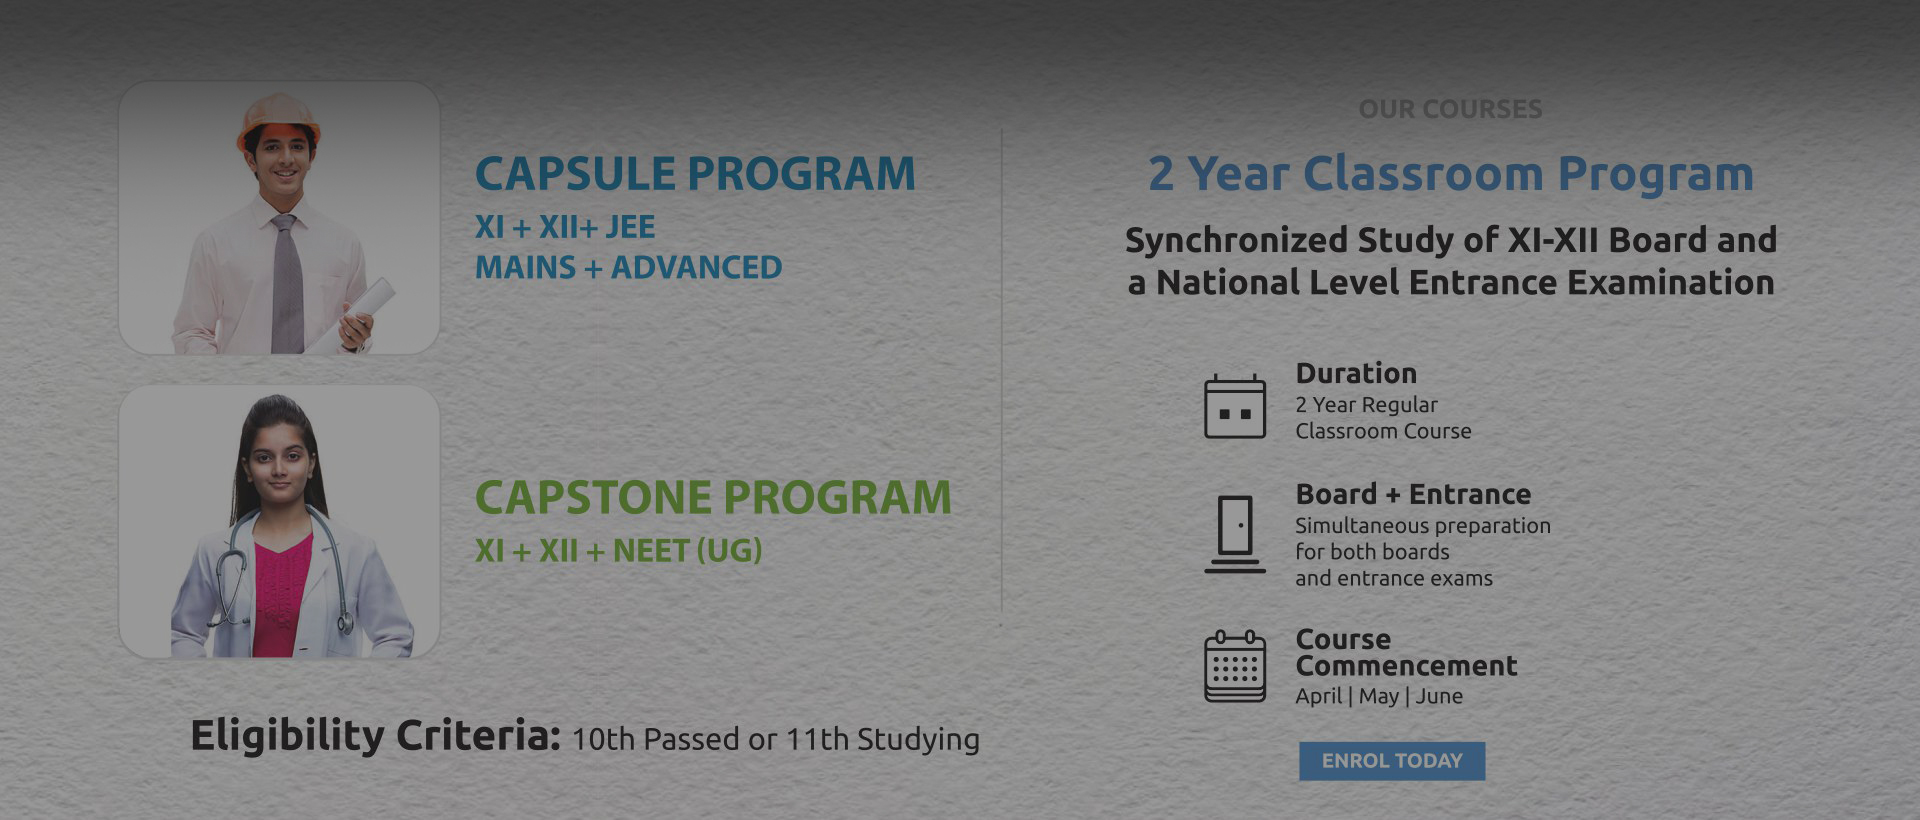 CAPSULE PROGRAM
XI + XII+ JEE
MAINS + ADVANCED
CAPSTONE PROGRAM
XI + XII + NEET (UG)
Eligibility Criteria: 10th Passed or 11th Studying
OUR COURSES
2 Year Classroom Program
Synchronized Study of XI-XII Board and
a National Level Entrance Examination
Duration
2 Year Regular
Classroom Course
Board + Entrance
Simultaneous preparation
for both boards
and entrance exams
Course
Commencement
April | May | June
ENROL TODAY